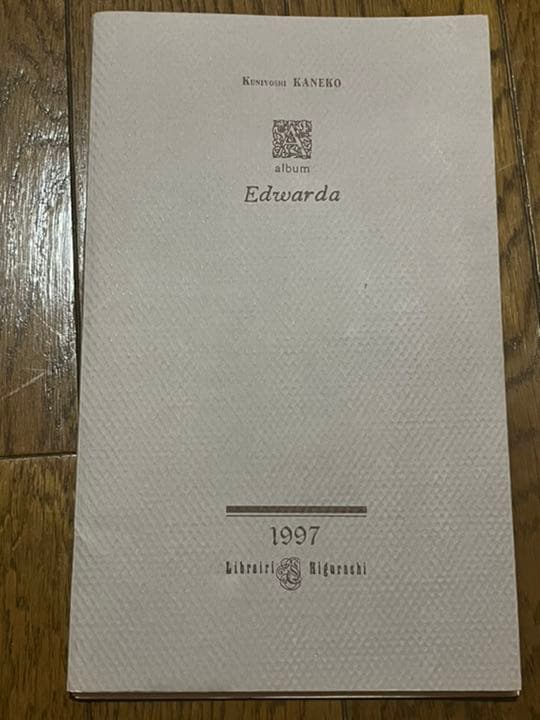 Kuniyoshi KANEKO
A
album
Edwarda
1997
Librairi Higurashi